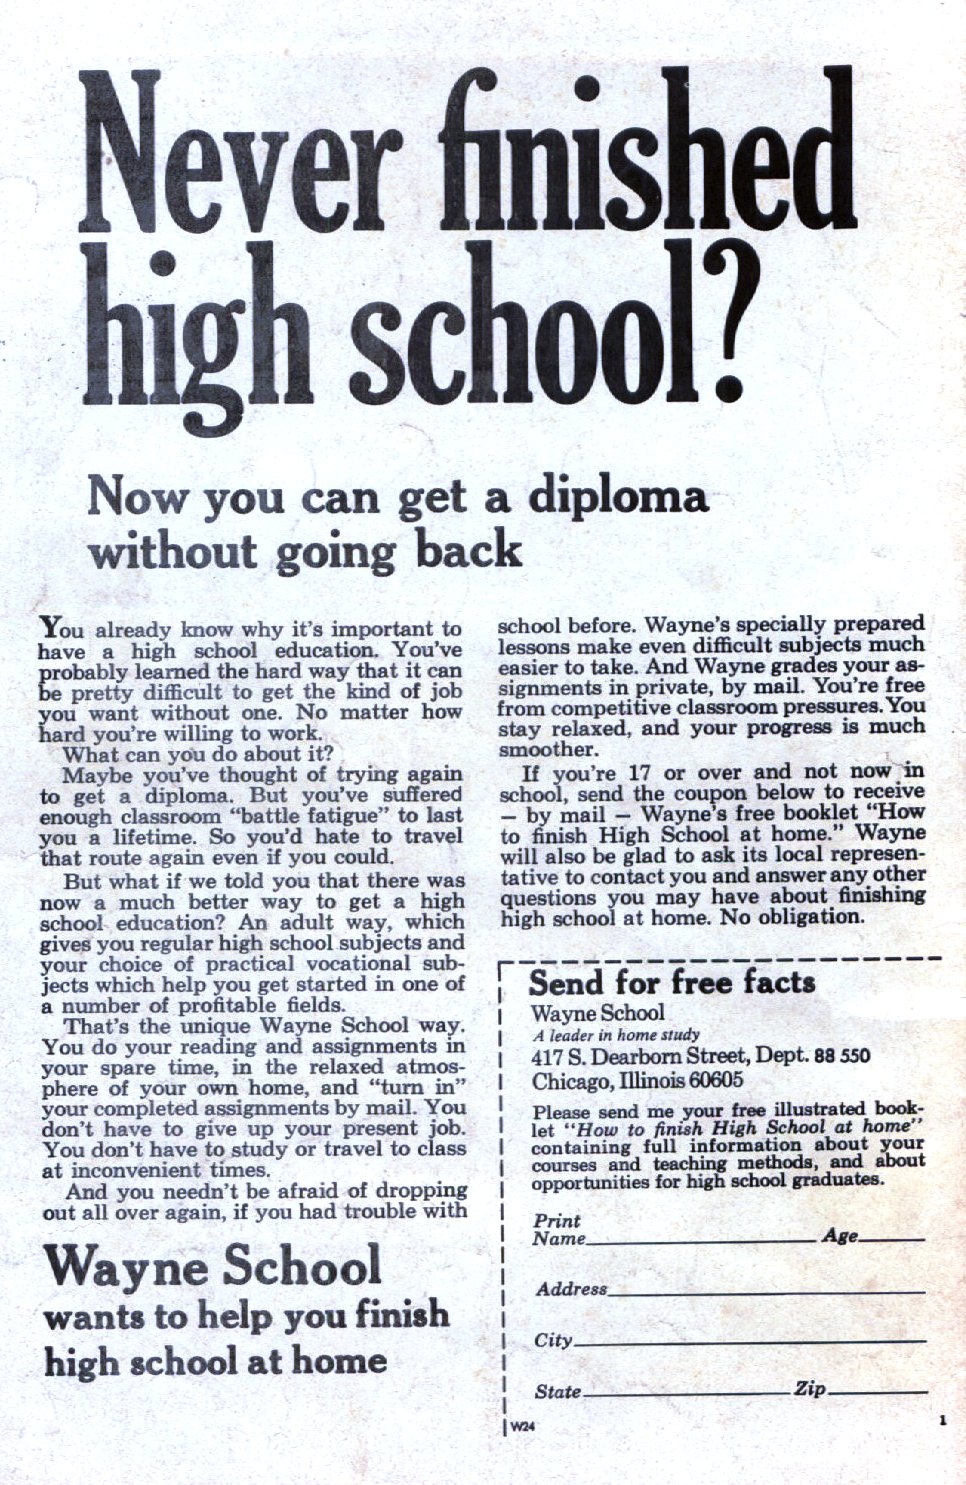 Never finished
high school?
Now you can get a diploma
without going back
You already know why it's important to
have a high school education. You've
probably learned the hard way that it can
be pretty difficult to get the kind of job
you want without one. No matter how
hard you're willing to work.
What can you do about it?
Maybe you've thought of trying again
to get a diploma. But you've suffered
enough classroom "battle fatigue" to last
you a lifetime. So you'd hate to travel
that route again even if you could.
But what if we told you that there was
now a much better way to get a high
school education? An adult way, which
gives you regular high school subjects and
your choice of practical vocational sub-
jects which help you get started in one of
a number of profitable fields.
That's the unique Wayne School way.
You do your reading and assignments in
your spare time, in the relaxed atmos-
phere of your own home, and "turn in"
your completed assignments by mail. You
don't have to give up your present job.
You don't have to study or travel to class
at inconvenient times.
And you needn't be afraid of dropping
out all over again, if you had trouble with
school before. Wayne's specially prepared
lessons make even difficult subjects much
easier to take. And Wayne grades your as-
signments in private, by mail. You're free
from competitive classroom pressures. You
stay relaxed, and your progress is much
smoother.
If you're 17 or over and not now in
school, send the coupon below to receive
— by mail — Wayne's free booklet "How
to finish High School at home." Wayne
will also be glad to ask its local represen-
tative to contact you and answer any other
questions you may have about finishing
high school at home. No obligation.
Wayne School
wants to help you finish
high school at home
Send for free facts
Wayne School
A leader in home study
417 S. Dearborn Street, Dept. 88 550
Chicago, Illinois 60605
Please send me your free illustrated book-
let "How to finish High School at home"
containing full information about your
courses and teaching methods, and about
opportunities for high school graduates.
Print
Name Age
Address
City
State Zip
W24
1